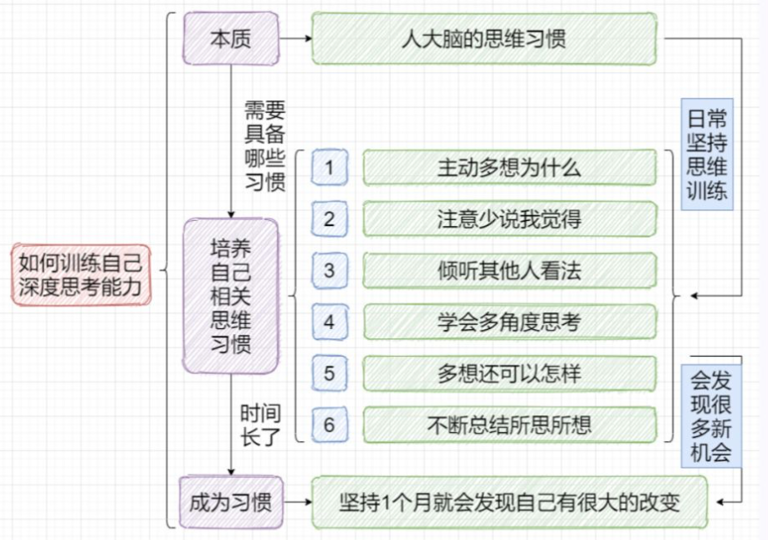 本质
人大脑的思维习惯
需要
具备
哪些
习惯
日常
坚持
思维
训练
如何训练自己
深度思考能力
培养
自己
相关
思维
习惯
1
主动多想为什么
2
注意少说我觉得
3
倾听其他人看法
4
学会多角度思考
5
多想还可以怎样
6
不断总结所思所想
时间
长了
会发
现很
多新
机会
成为习惯
坚持1个月就会发现自己有很大的改变